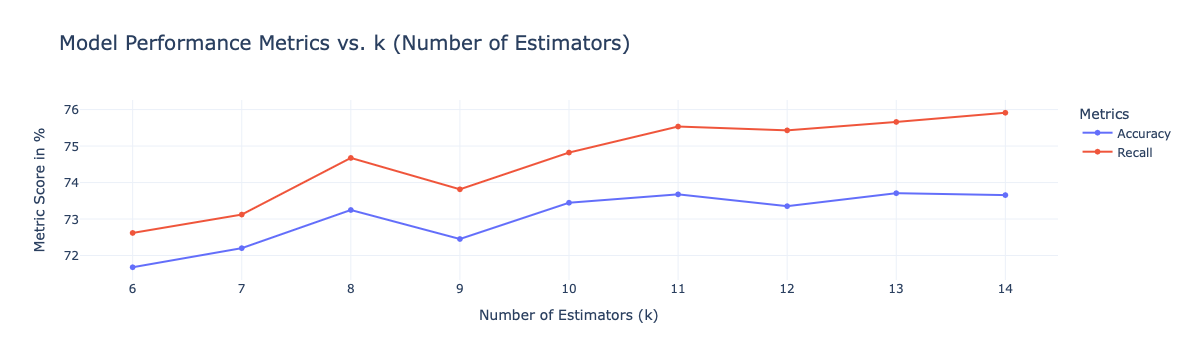 Model Performance Metrics vs. k (Number of Estimators)
Metric Score in %
76
75
74
73
72
6 7 8 9 10 11 12 13 14
Number of Estimators (k)
Metrics
Accuracy
Recall